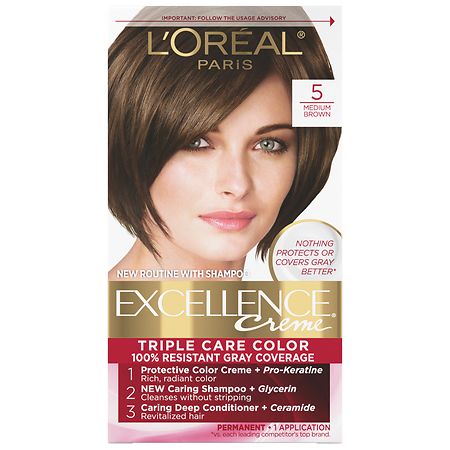 IMPORTANT: FOLLOW THE USAGE ADVISORY
L'ORÉAL®
PARIS
5
MEDIUM
BROWN
NOTHING
PROTECTS OR
COVERS GRAY
BETTER*
NEW ROUTINE WITH SHAMPOO
EXCELLENCE®
Creme
TRIPLE CARE COLOR
100% RESISTANT GRAY COVERAGE
1 Protective Color Creme + Pro-Keratine
Rich, radiant color
2 NEW Caring Shampoo + Glycerin
Cleanses without stripping
3 Caring Deep Conditioner + Ceramide
Revitalized hair
PERMANENT • 1 APPLICATION
*vs. each leading competitor's top brand.